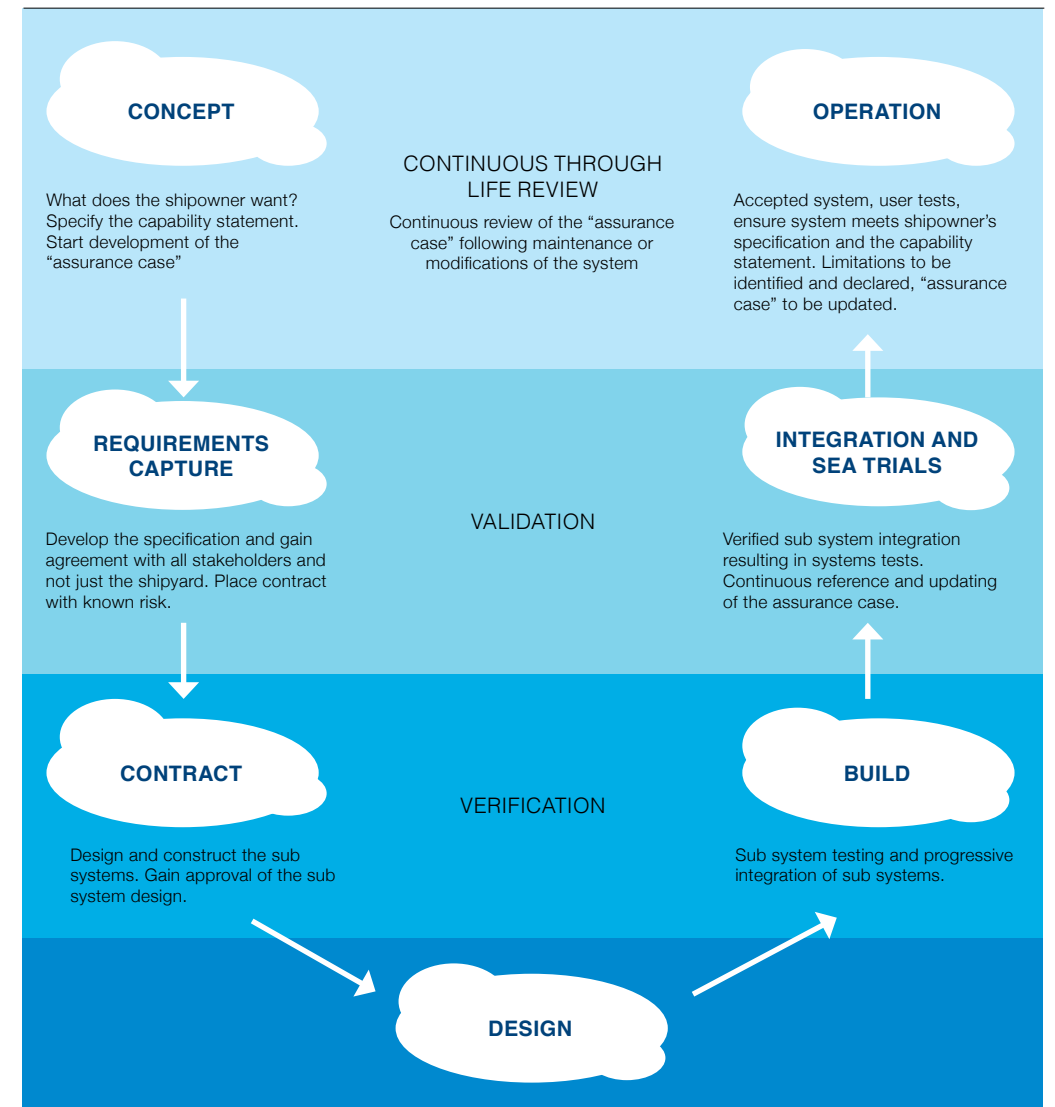 CONCEPT
What does the shipowner want?
Specify the capability statement.
Start development of the
“assurance case”
CONTINUOUS THROUGH
LIFE REVIEW
Continuous review of the “assurance
case” following maintenance or
modifications of the system
OPERATION
Accepted system, user tests,
ensure system meets shipowner’s
specification and the capability
statement. Limitations to be
identified and declared, “assurance
case” to be updated.
REQUIREMENTS
CAPTURE
Develop the specification and gain
agreement with all stakeholders and
not just the shipyard. Place contract
with known risk.
VALIDATION
INTEGRATION AND
SEA TRIALS
Verified sub system integration
resulting in systems tests.
Continuous reference and updating
of the assurance case.
CONTRACT
Design and construct the sub
systems. Gain approval of the sub
system design.
VERIFICATION
BUILD
Sub system testing and progressive
integration of sub systems.
DESIGN